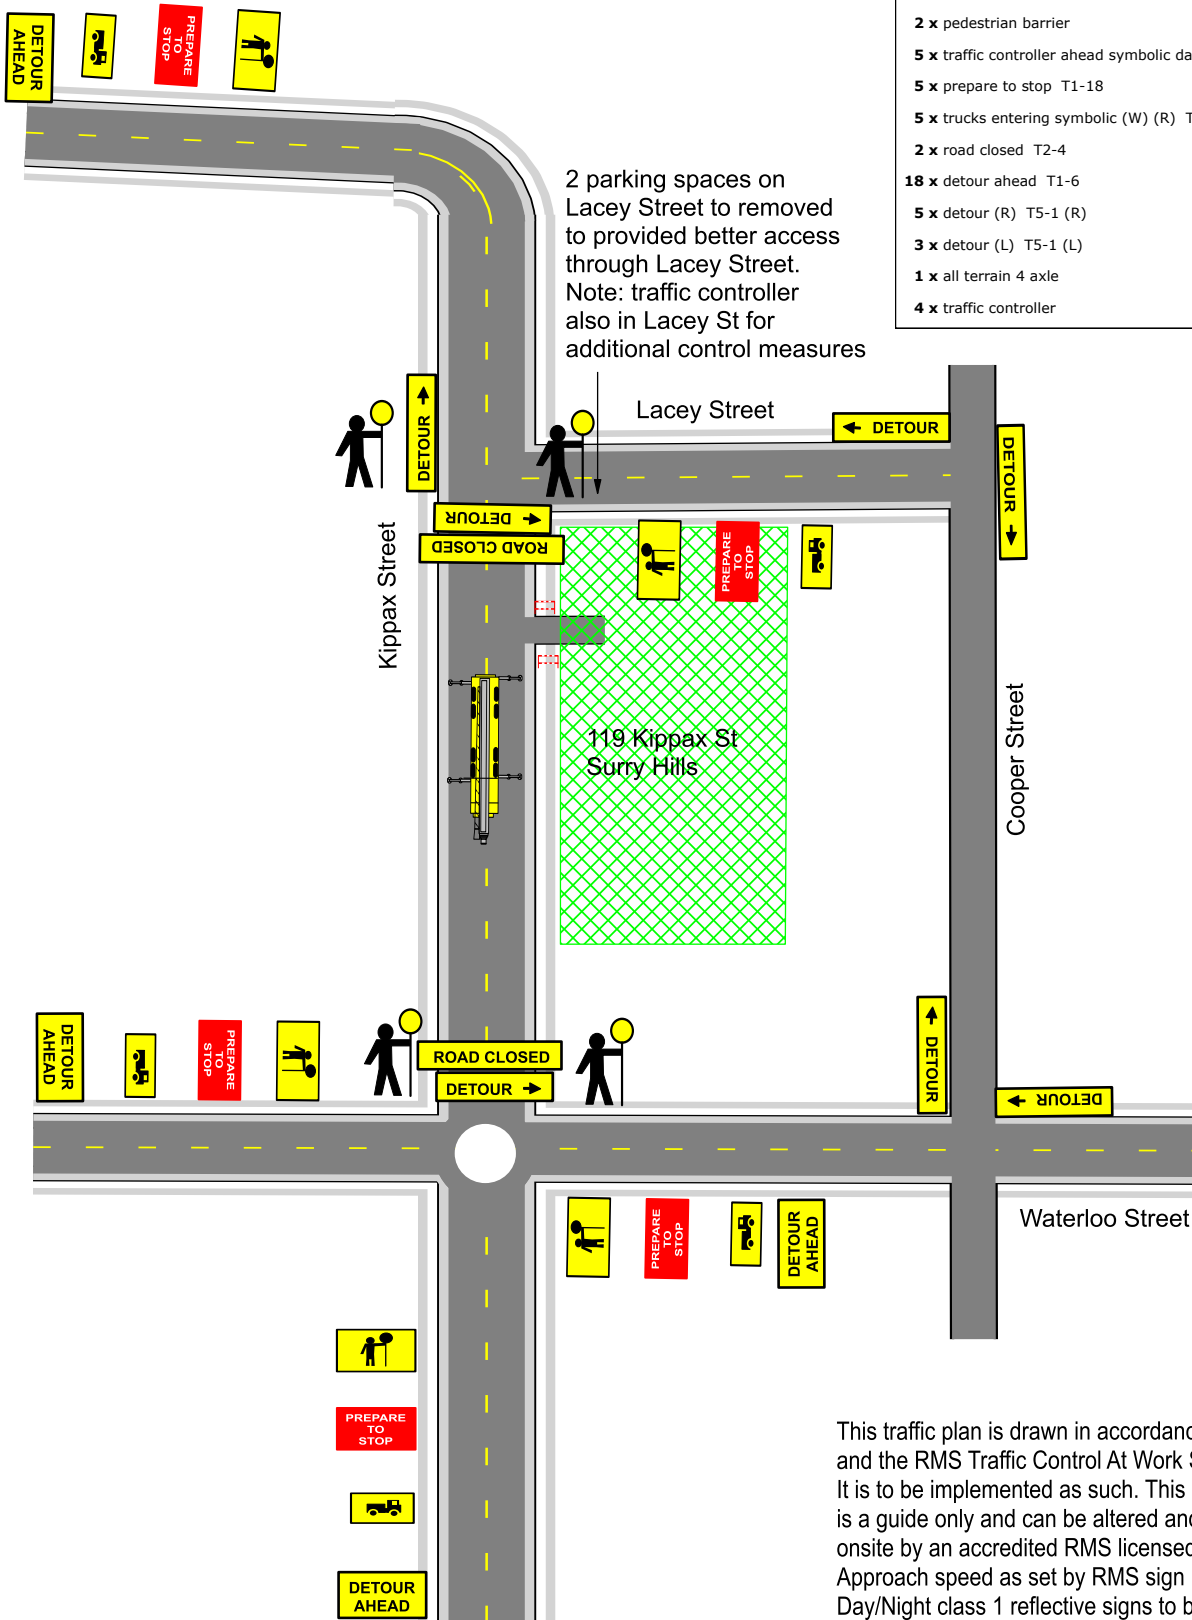 DETOUR
AHEAD
PREPARE
TO
STOP
2 x pedestrian barrier
5 x traffic controller ahead symbolic da
5 x prepare to stop T1-18
5 x trucks entering symbolic (W) (R) T
2 x road closed T2-4
18 x detour ahead T1-6
5 x detour (R) T5-1 (R)
3 x detour (L) T5-1 (L)
1 x all terrain 4 axle
4 x traffic controller
2 parking spaces on
Lacey Street to removed
to provided better access
through Lacey Street.
Note: traffic controller
also in Lacey St for
additional control measures
Lacey Street
DETOUR
DETOUR
DETOUR
DETOUR
ROAD CLOSED
PREPARE
TO
STOP
Kippax Street
119 Kippax St
Surry Hills
Cooper Street
DETOUR
AHEAD
PREPARE
TO
STOP
ROAD CLOSED
DETOUR
DETOUR
DETOUR
Waterloo Street
PREPARE
TO
STOP
DETOUR
AHEAD
PREPARE
TO
STOP
DETOUR
AHEAD
This traffic plan is drawn in accordanc
and the RMS Traffic Control At Work S
It is to be implemented as such. This
is a guide only and can be altered and
onsite by an accredited RMS licensed
Approach speed as set by RMS sign
Day/Night class 1 reflective signs to b